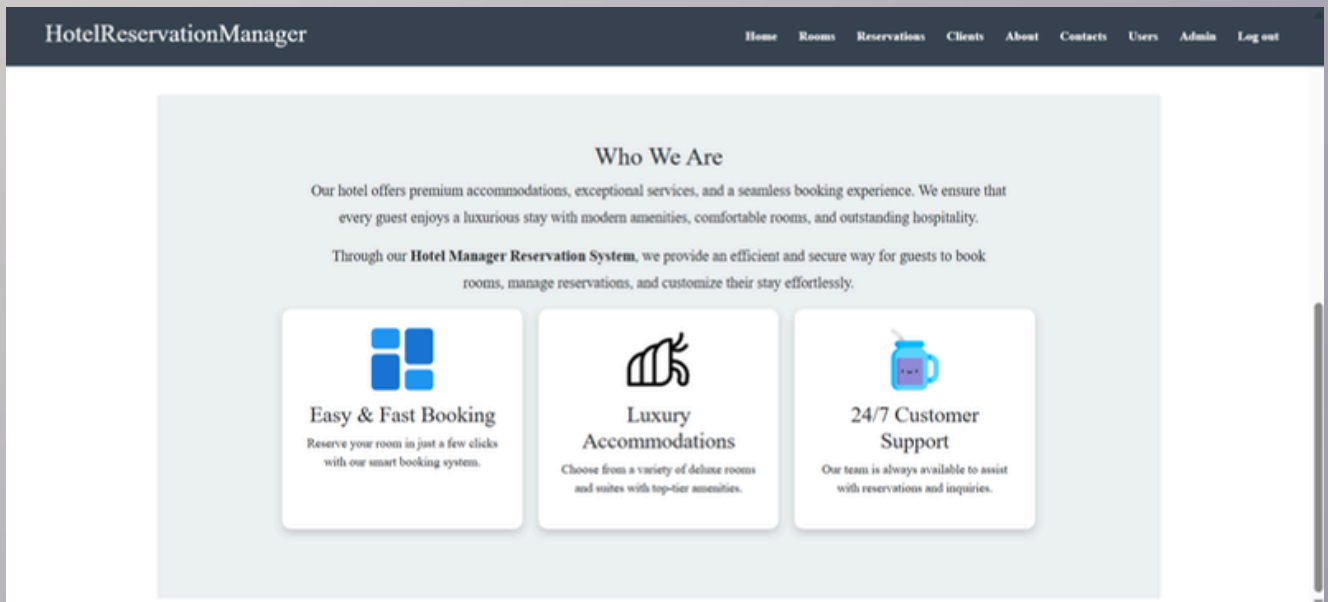 HotelReservationManager
Home Rooms Reservations Clients About Contacts Users Admin Log out
Who We Are
Our hotel offers premium accommodations, exceptional services, and a seamless booking experience. We ensure that
every guest enjoys a luxurious stay with modern amenities, comfortable rooms, and outstanding hospitality.
Through our Hotel Manager Reservation System, we provide an efficient and secure way for guests to book
rooms, manage reservations, and customize their stay effortlessly.
Easy & Fast Booking
Reserve your room in just a few clicks
with our smart booking system.
Luxury
Accommodations
Choose from a variety of deluxe rooms
and suites with top-tier amenities.
24/7 Customer
Support
Our team is always available to assist
with reservations and inquiries.